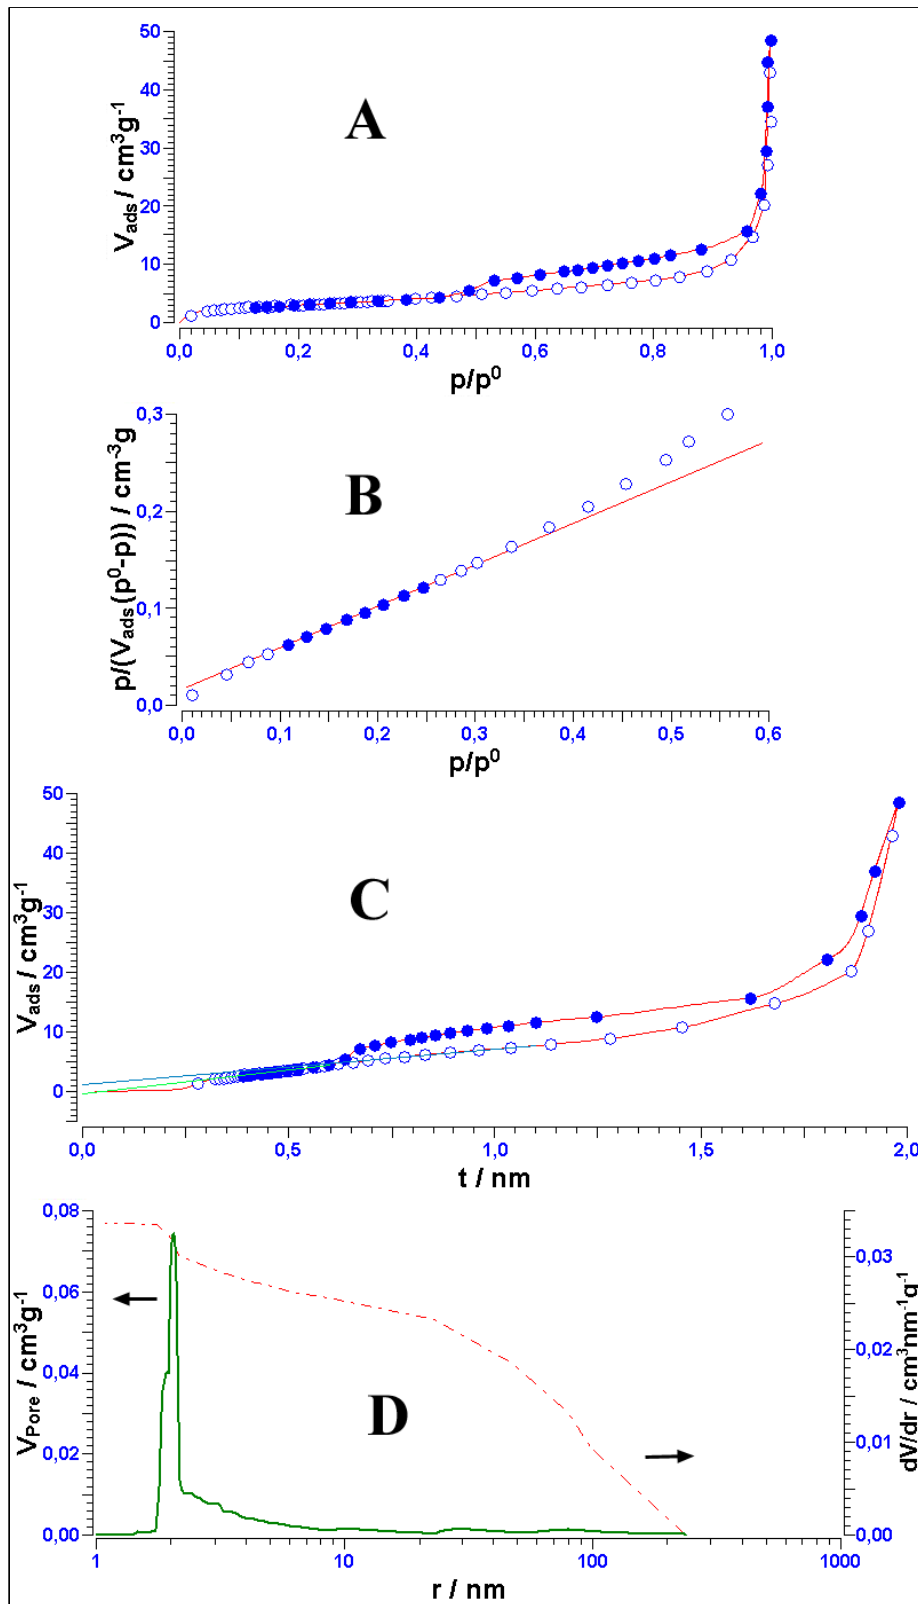 50
40
30
20
10
0
V_ads / cm³g⁻¹
A
0,0 0,2 0,4 0,6 0,8 1,0
p/p⁰
0,3
0,2
0,1
0,0
p/(V_ads(p⁰-p)) / cm⁻³g
B
0,0 0,1 0,2 0,3 0,4 0,5 0,6
p/p⁰
50
40
30
20
10
0
V_ads / cm³g⁻¹
C
0,0 0,5 1,0 1,5 2,0
t / nm
0,08
0,06
0,04
0,02
0,00
V_Pore / cm³g⁻¹
D
0,03
0,02
0,01
0,00
dV/dr / cm³nm⁻¹g⁻¹
1 10 100 1000
r / nm